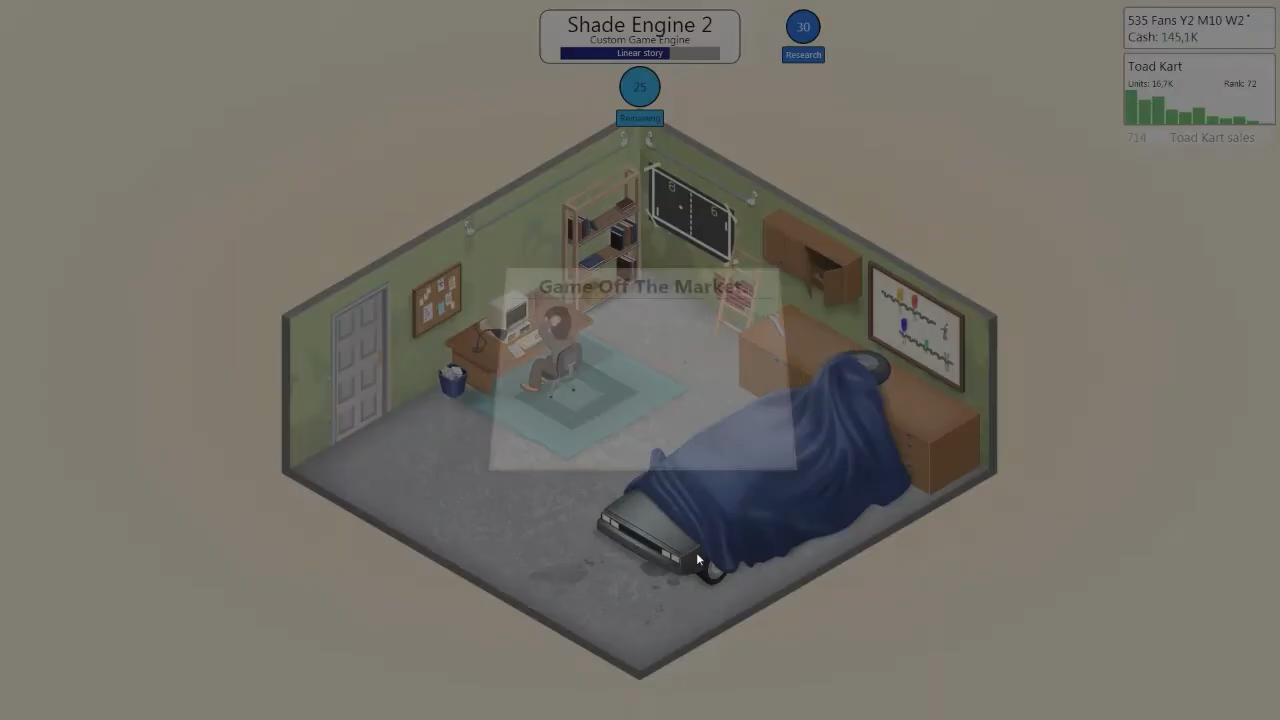 Shade Engine 2
Custom Game Engine
Linear story
30
Research
25
Remaining
535 Fans Y2 M10 W2
Cash: 145,1K
Toad Kart
Units: 16,7K Rank: 72
714 Toad Kart sales
Game Off The Market